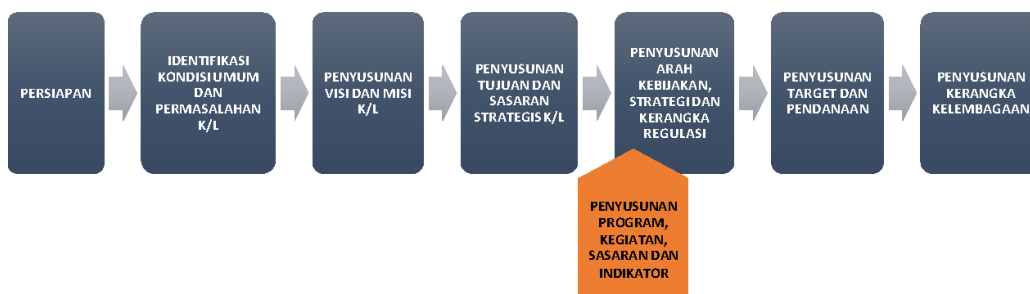 PERSIAPAN
IDENTIFIKASI
KONDISI UMUM
DAN
PERMASALAHAN
K/L
PENYUSUNAN
VISI DAN MISI
K/L
PENYUSUNAN
TUJUAN DAN
SASARAN
STRATEGIS K/L
PENYUSUNAN
ARAH
KEBIJAKAN,
STRATEGI DAN
KERANGKA
REGULASI
PENYUSUNAN
TARGET DAN
PENDANAAN
PENYUSUNAN
KERANGKA
KELEMBAGAAN
PENYUSUNAN
PROGRAM,
KEGIATAN,
SASARAN DAN
INDIKATOR